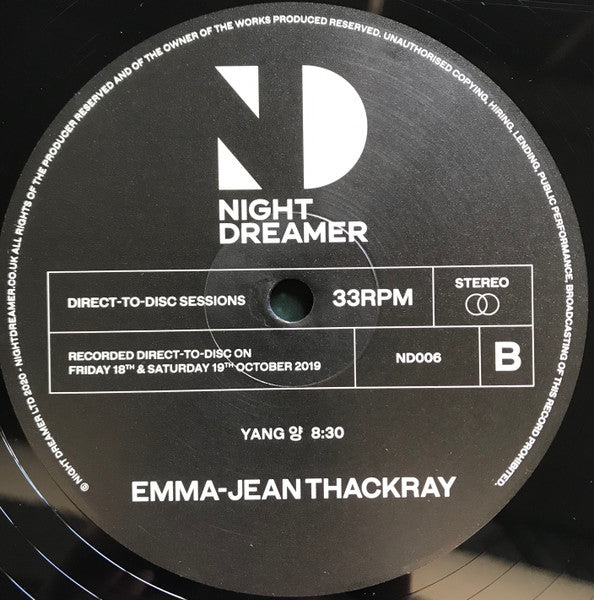 ℗ NIGHT DREAMER LTD 2020 - NIGHTDREAMER.CO.UK ALL RIGHTS OF THE PRODUCER RESERVED AND OF THE OWNER OF THE WORKS PRODUCED RESERVED. UNAUTHORISED COPYING, HIRING, LENDING, PUBLIC PERFORMANCE, BROADCASTING OF THIS RECORD PROHIBITED.
ND
NIGHT
DREAMER
DIRECT-TO-DISC SESSIONS
33RPM
STEREO
RECORDED DIRECT-TO-DISC ON
FRIDAY 18TH & SATURDAY 19TH OCTOBER 2019
ND006
B
YANG 양 8:30
EMMA-JEAN THACKRAY